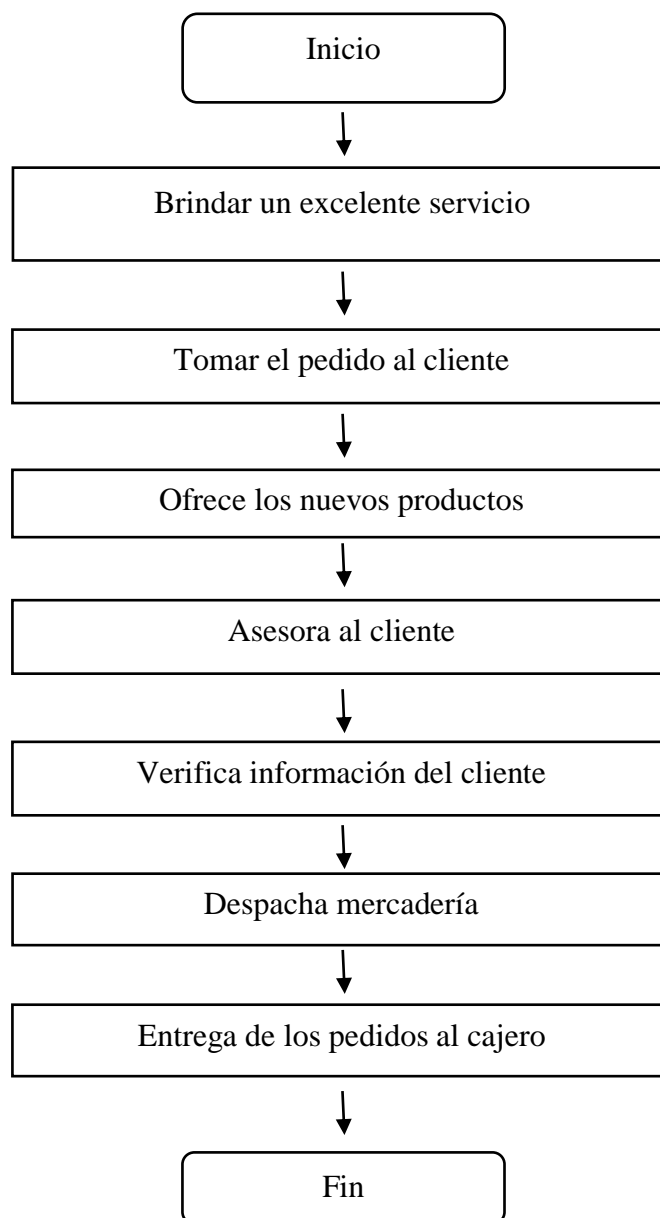 Inicio
Brindar un excelente servicio
Tomar el pedido al cliente
Ofrece los nuevos productos
Asesora al cliente
Verifica información del cliente
Despacha mercadería
Entrega de los pedidos al cajero
Fin